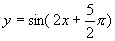 y = sin( 2x + 5/2 π)